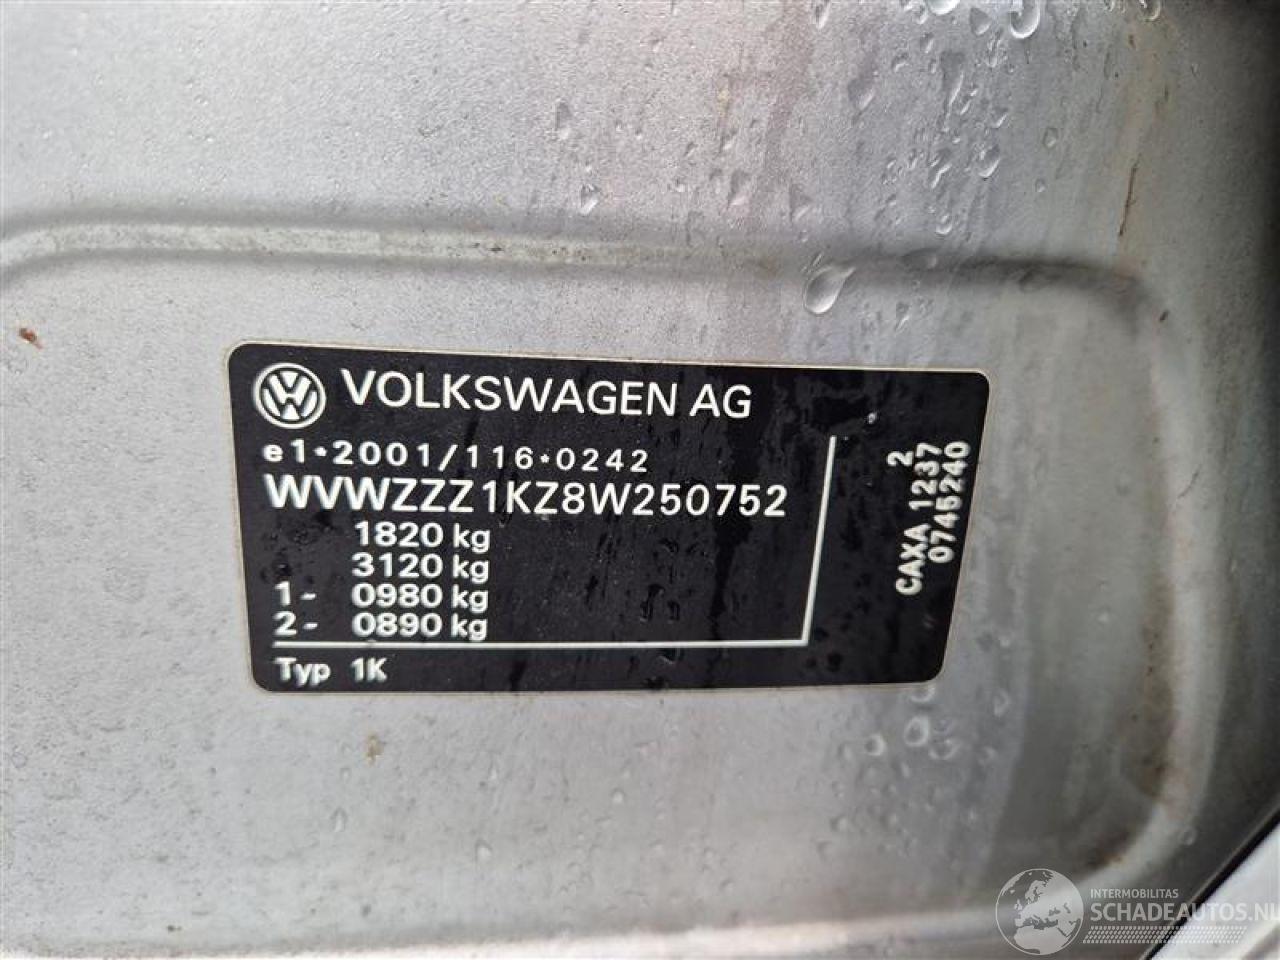 VOLKSWAGEN AG
e1*2001/116*0242
WVWZZZ1KZ8W250752
1820 kg
3120 kg
1- 0980 kg
2- 0890 kg
Typ 1K
2
CAXA 1237
0745240
INTERMOBILITAS
SCHADEAUTOS.NL